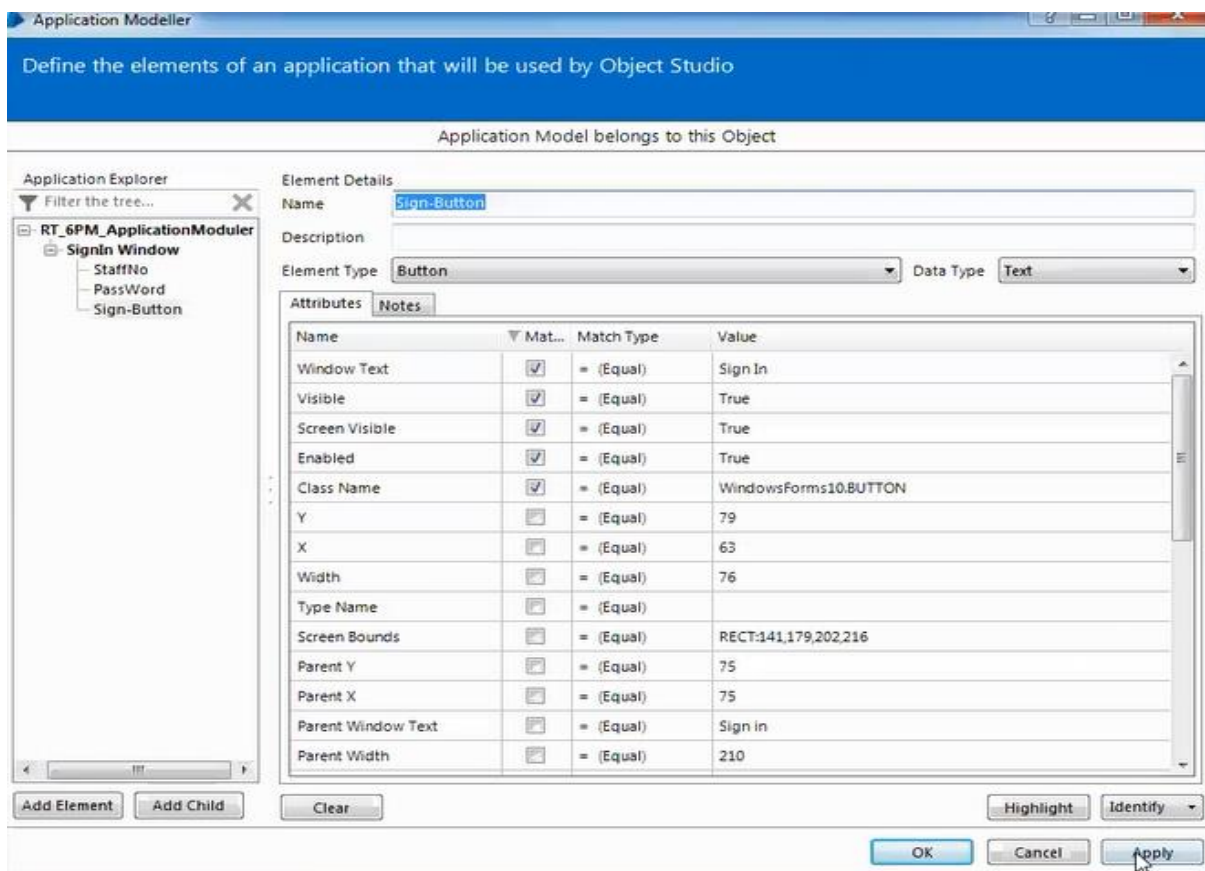 Application Modeller
Define the elements of an application that will be used by Object Studio
Application Model belongs to this Object
Application Explorer
Filter the tree...
RT_6PM_ApplicationModuler
SignIn Window
StaffNo
PassWord
Sign-Button
Add Element Add Child
Element Details
Name Sign-Button
Description
Element Type Button Data Type Text
Attributes Notes
Name Mat... Match Type Value
Window Text = (Equal) Sign In
Visible = (Equal) True
Screen Visible = (Equal) True
Enabled = (Equal) True
Class Name = (Equal) WindowsForms10.BUTTON
Y = (Equal) 79
X = (Equal) 63
Width = (Equal) 76
Type Name = (Equal)
Screen Bounds = (Equal) RECT:141,179,202,216
Parent Y = (Equal) 75
Parent X = (Equal) 75
Parent Window Text = (Equal) Sign in
Parent Width = (Equal) 210
Clear Highlight Identify
OK Cancel Apply